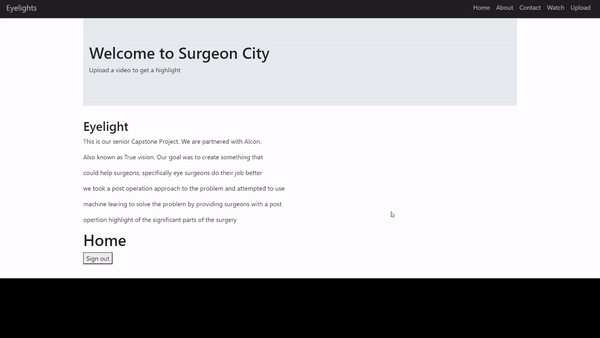 Eyelights
Home About Contact Watch Upload
Welcome to Surgeon City
Upload a video to get a highlight
Eyelight
This is our senior Capstone Project. We are partnered with Alcon.
Also known as True vision. Our goal was to create something that
could help surgeons, specifically eye surgeons do their job better
we took a post operation approach to the problem and attempted to use
machine learing to solve the problem by providing surgeons with a post
opertion highlight of the significant parts of the surgery
Home
Sign out